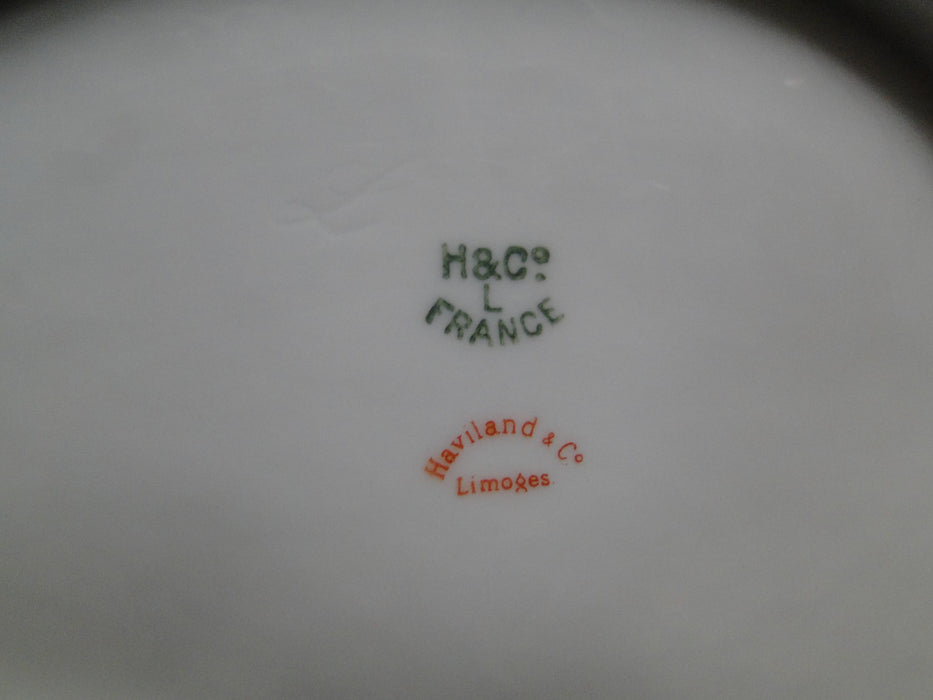 H&Cº
L
FRANCE
Haviland & Cº
Limoges